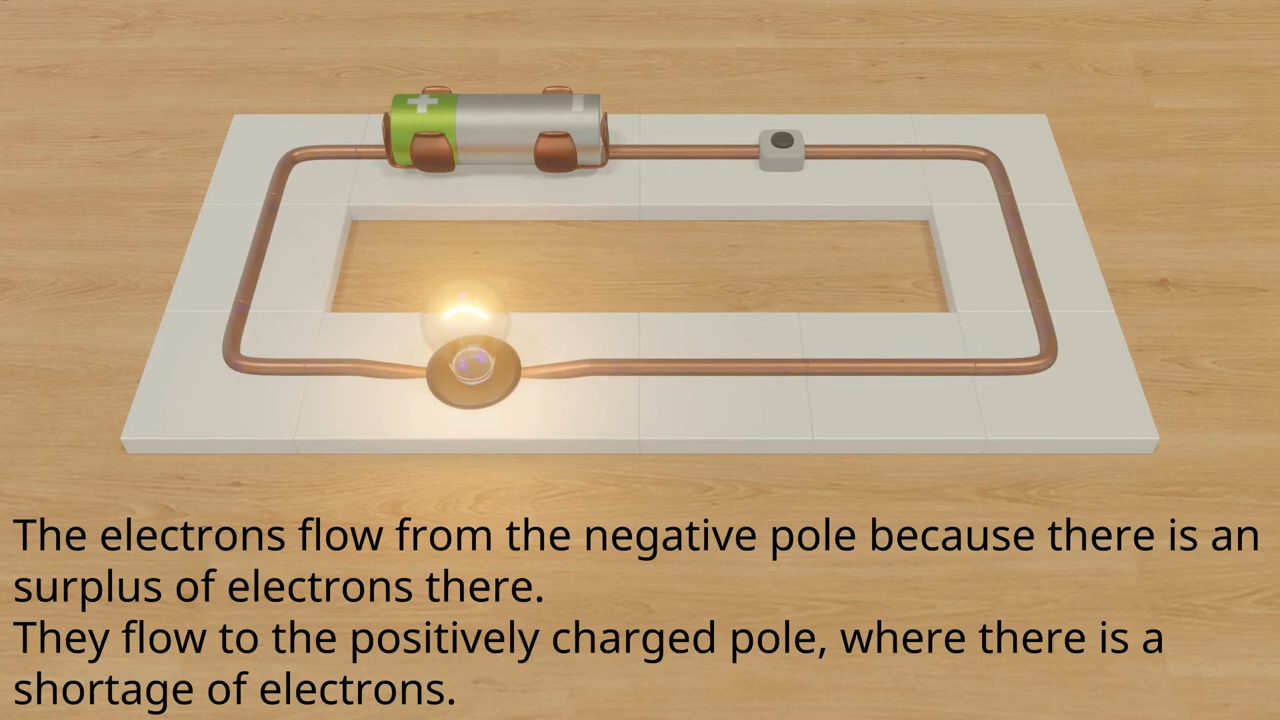 + −
The electrons flow from the negative pole because there is an
surplus of electrons there.
They flow to the positively charged pole, where there is a
shortage of electrons.